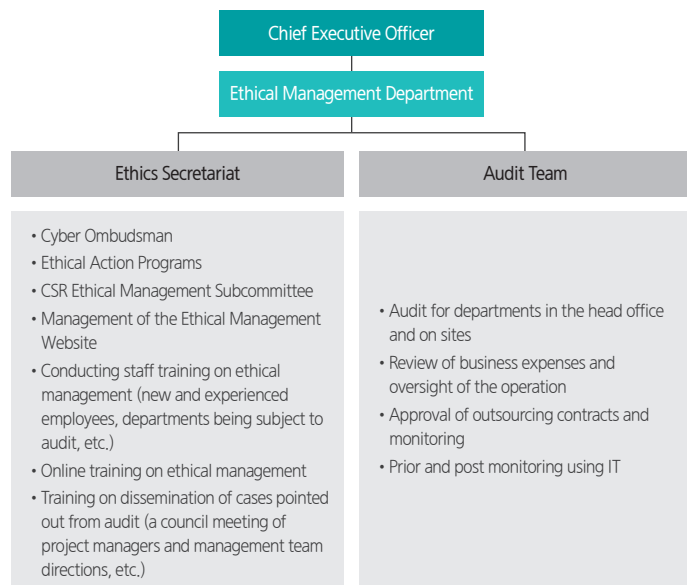 Chief Executive Officer
Ethical Management Department
Ethics Secretariat
• Cyber Ombudsman
• Ethical Action Programs
• CSR Ethical Management Subcommittee
• Management of the Ethical Management
Website
• Conducting staff training on ethical
management (new and experienced
employees, departments being subject to
audit, etc.)
• Online training on ethical management
• Training on dissemination of cases pointed
out from audit (a council meeting of
project managers and management team
directions, etc.)
Audit Team
• Audit for departments in the head office
and on sites
• Review of business expenses and
oversight of the operation
• Approval of outsourcing contracts and
monitoring
• Prior and post monitoring using IT